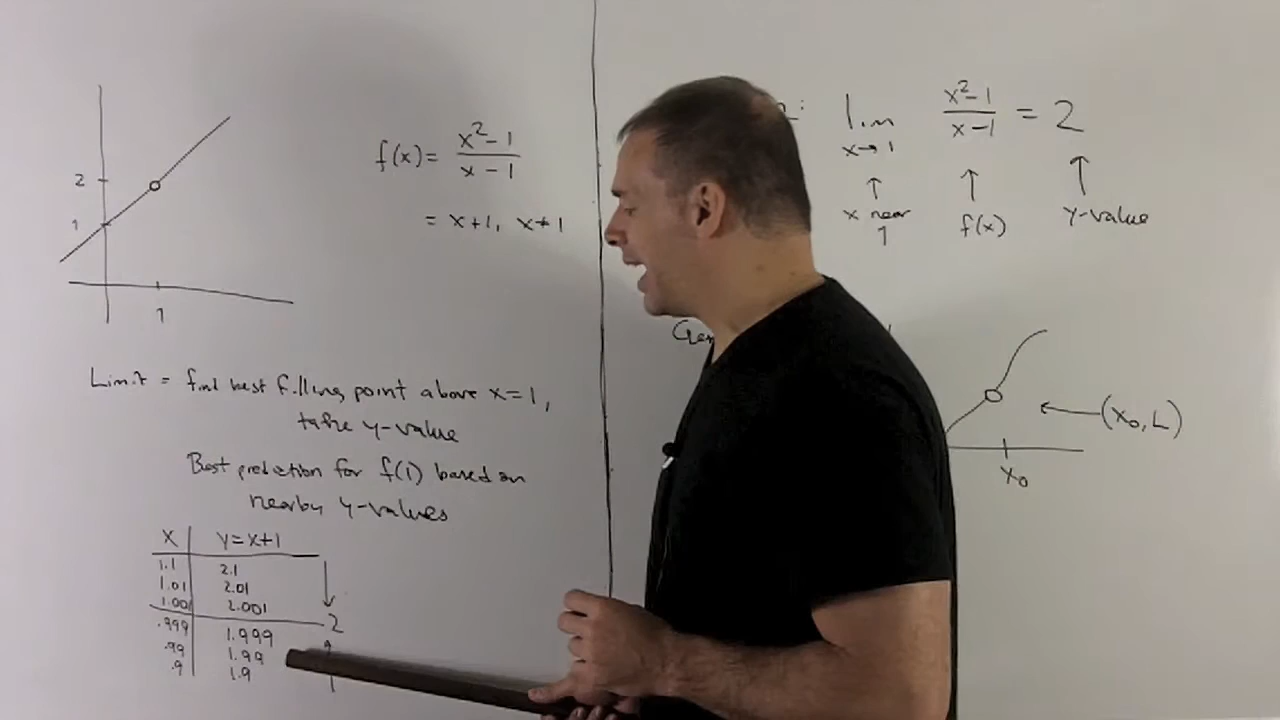 2
1
1
f(x) = x²-1 / x-1
= x+1, x≠1
Limit = find best filling point above x=1,
take y-value
Best prediction for f(1) based on
nearby y-values
X Y=x+1
1.1 2.1
1.01 2.01
1.001 2.001
2
.999 1.999
.99 1.99
.9 1.9
: lim x→1 x²-1 / x-1 = 2
↑ ↑ ↑
x near 1 f(x) y-value
(x₀, L)
x₀